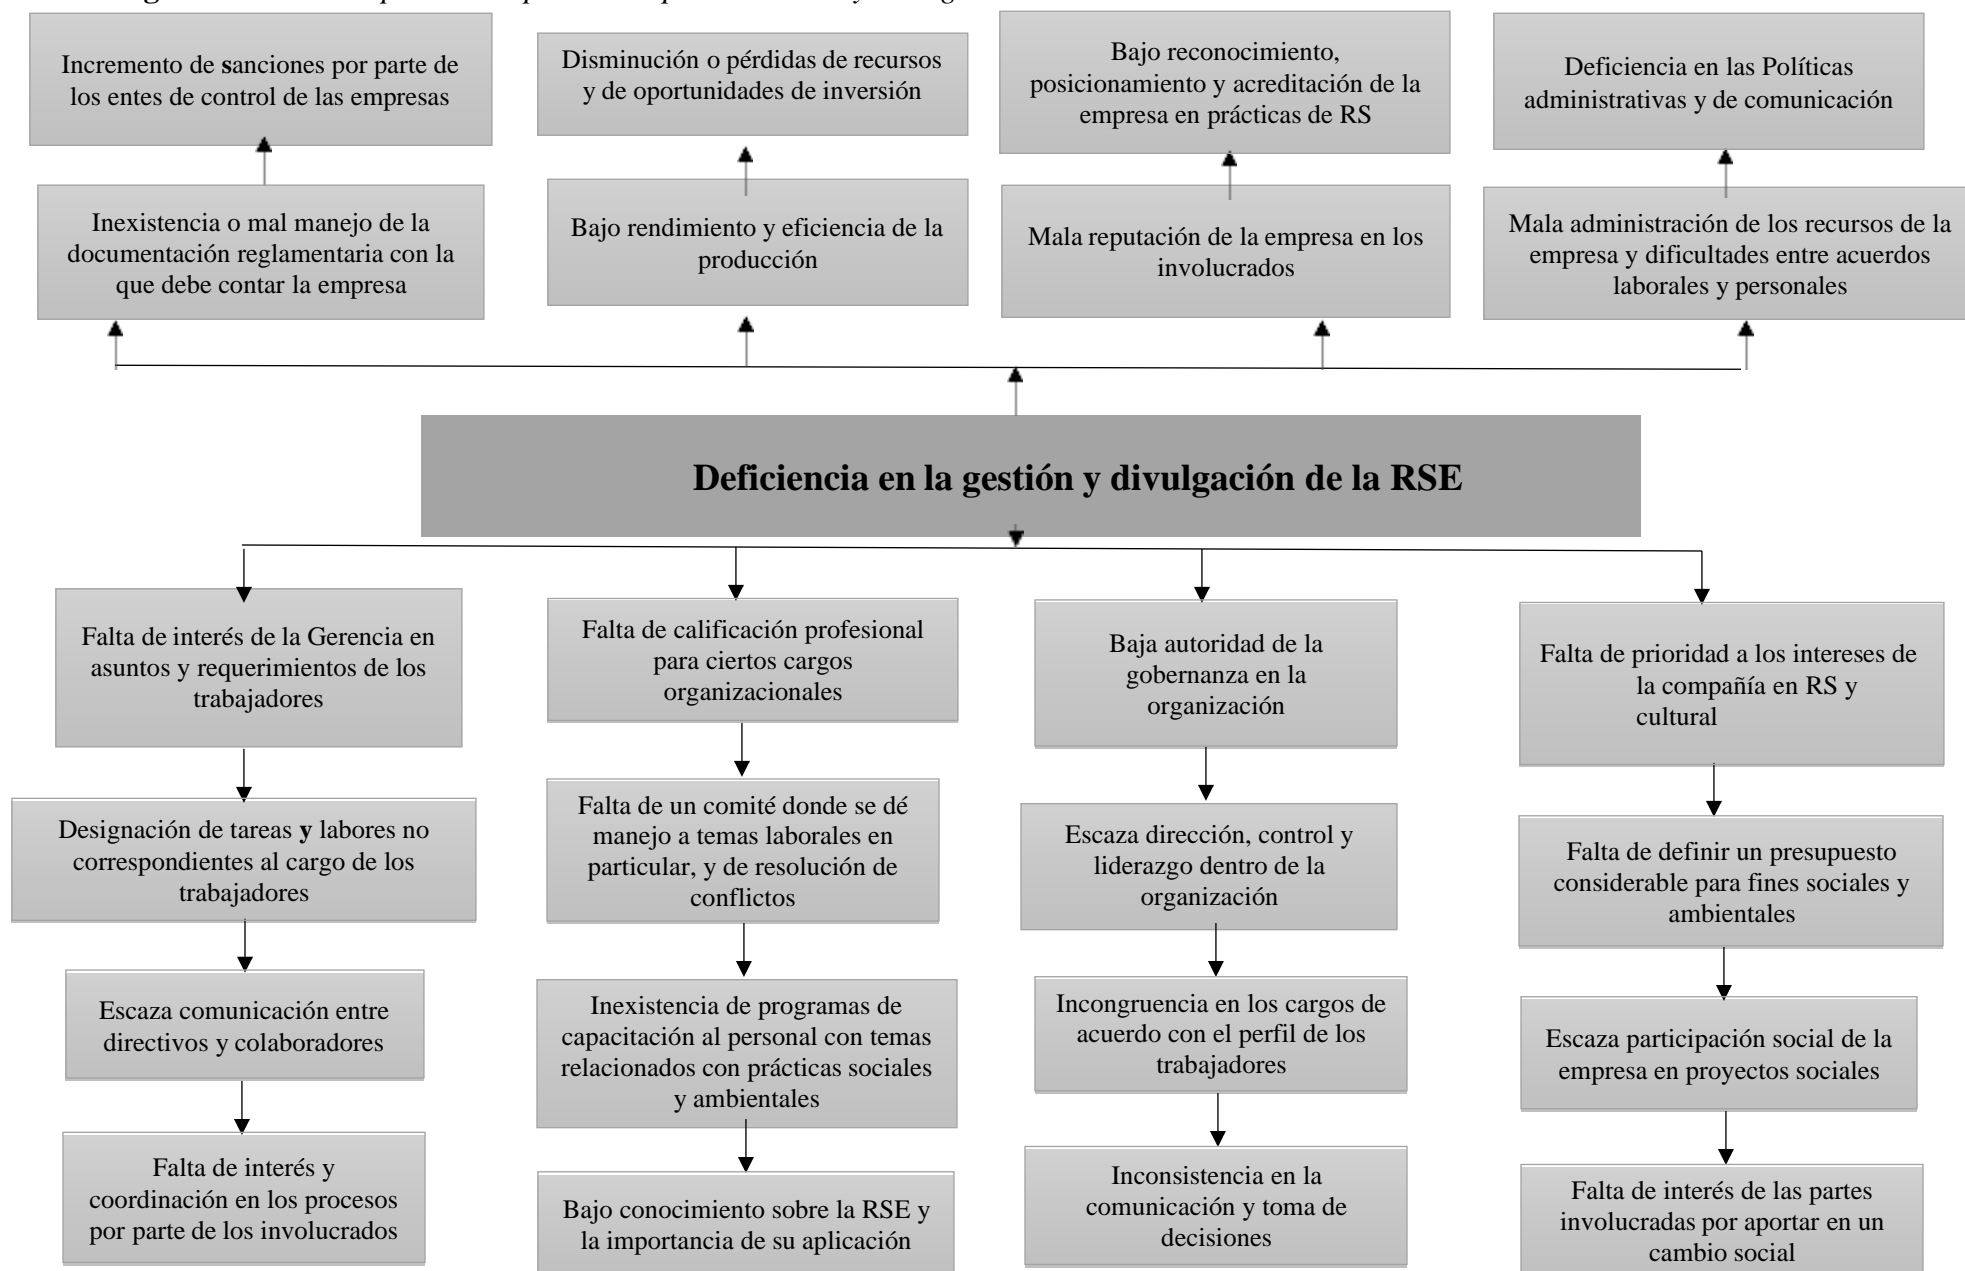 Incremento de sanciones por parte de
los entes de control de las empresas
Disminución o pérdidas de recursos
y de oportunidades de inversión
Bajo reconocimiento,
posicionamiento y acreditación de la
empresa en prácticas de RS
Deficiencia en las Políticas
administrativas y de comunicación
Inexistencia o mal manejo de la
documentación reglamentaria con la
que debe contar la empresa
Bajo rendimiento y eficiencia de la
producción
Mala reputación de la empresa en los
involucrados
Mala administración de los recursos de la
empresa y dificultades entre acuerdos
laborales y personales
Deficiencia en la gestión y divulgación de la RSE
Falta de interés de la Gerencia en
asuntos y requerimientos de los
trabajadores
Falta de calificación profesional
para ciertos cargos
organizacionales
Baja autoridad de la
gobernanza en la
organización
Falta de prioridad a los intereses de
la compañía en RS y
cultural
Designación de tareas y labores no
correspondientes al cargo de los
trabajadores
Falta de un comité donde se dé
manejo a temas laborales en
particular, y de resolución de
conflictos
Escaza dirección, control y
liderazgo dentro de la
organización
Falta de definir un presupuesto
considerable para fines sociales y
ambientales
Escaza comunicación entre
directivos y colaboradores
Inexistencia de programas de
capacitación al personal con temas
relacionados con prácticas sociales
y ambientales
Incongruencia en los cargos de
acuerdo con el perfil de los
trabajadores
Escaza participación social de la
empresa en proyectos sociales
Falta de interés y
coordinación en los procesos
por parte de los involucrados
Bajo conocimiento sobre la RSE y
la importancia de su aplicación
Inconsistencia en la
comunicación y toma de
decisiones
Falta de interés de las partes
involucradas por aportar en un
cambio social